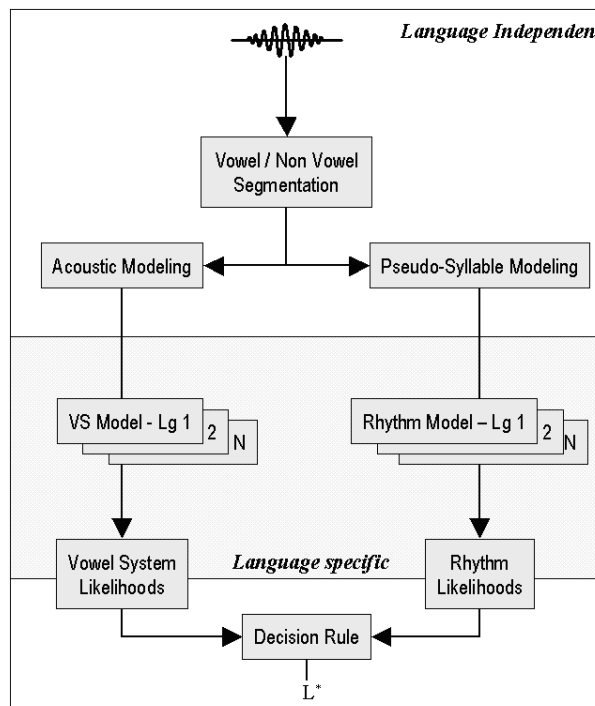 Language Independen
Vowel / Non Vowel
Segmentation
Acoustic Modeling
Pseudo-Syllable Modeling
VS Model - Lg 1
2
N
Rhythm Model – Lg 1
2
N
Vowel System
Likelihoods
Language specific
Rhythm
Likelihoods
Decision Rule
L*